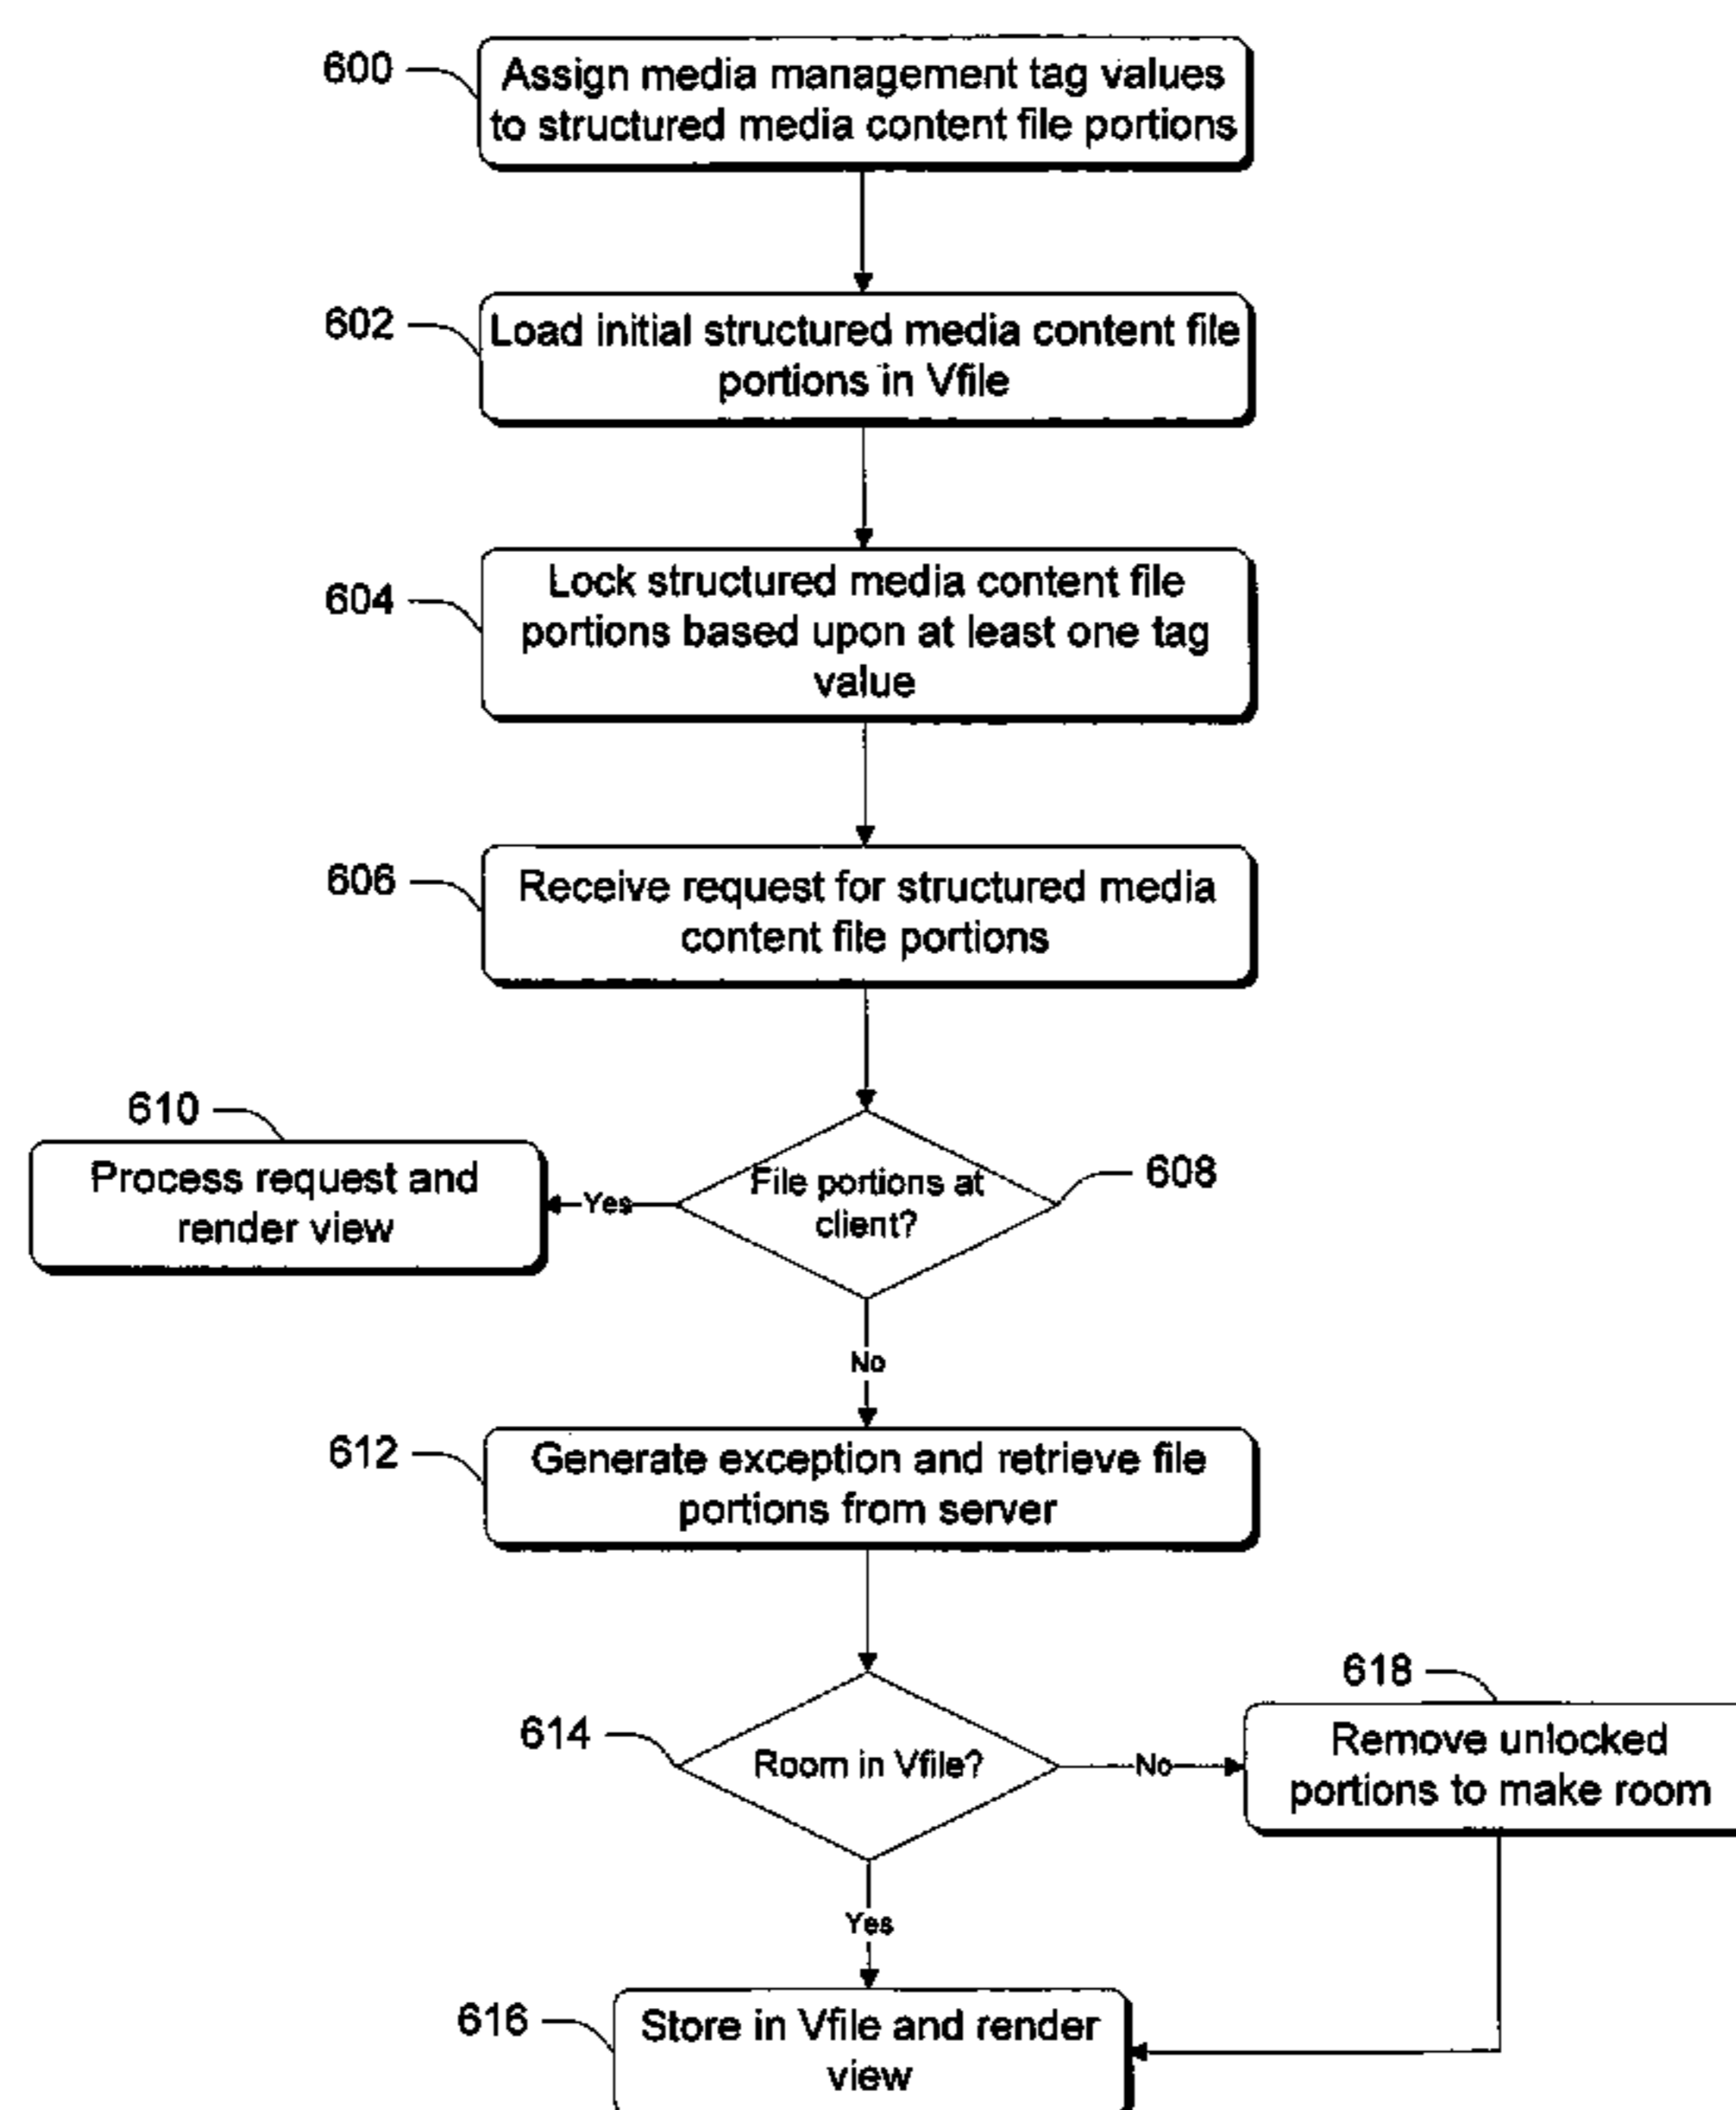 600
Assign media management tag values
to structured media content file portions
602
Load initial structured media content file
portions in Vfile
604
Lock structured media content file
portions based upon at least one tag
value
606
Receive request for structured media
content file portions
608
File portions at
client?
Yes
610
Process request and
render view
No
612
Generate exception and retrieve file
portions from server
614
Room in Vfile?
No
618
Remove unlocked
portions to make room
Yes
616
Store in Vfile and render
view